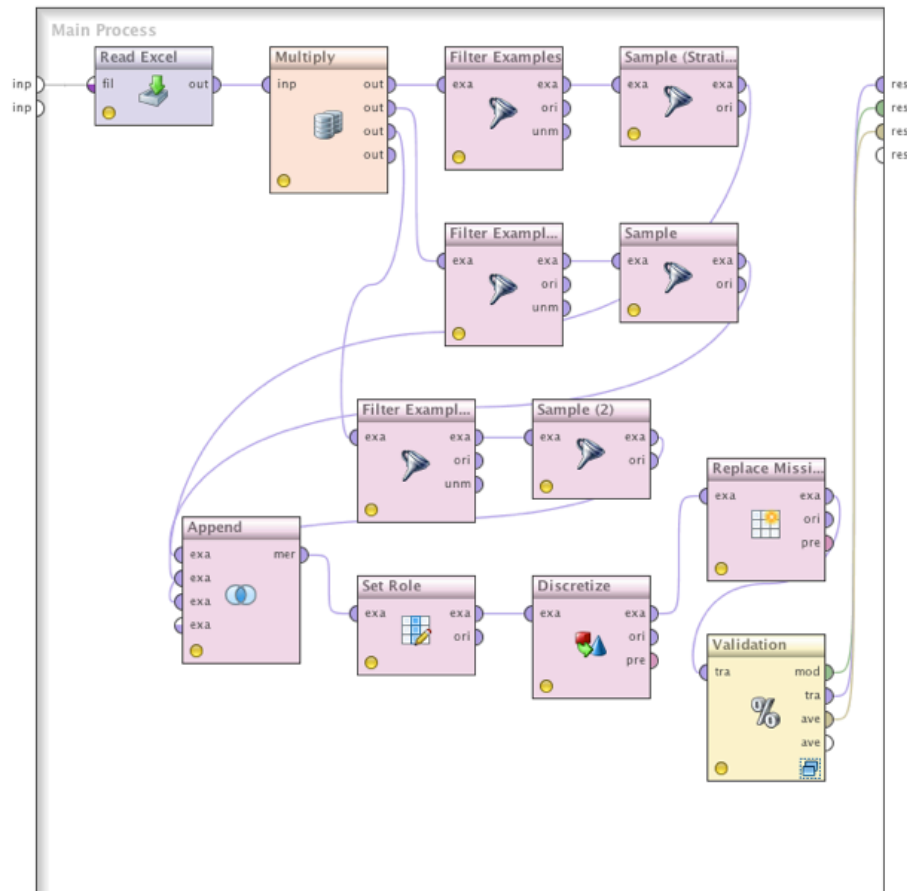 Main Process
Read Excel
inp
fil
out
inp
Multiply
inp
out
out
out
out
Filter Examples
exa
exa
ori
unm
Sample (Strati...
exa
exa
ori
res
res
res
res
Filter Exampl...
exa
exa
ori
unm
Sample
exa
exa
ori
Filter Exampl...
exa
exa
ori
unm
Sample (2)
exa
exa
ori
Replace Missi...
exa
exa
ori
pre
Append
exa
mer
exa
exa
exa
Set Role
exa
exa
ori
Discretize
exa
exa
ori
pre
Validation
tra
mod
tra
ave
ave
%